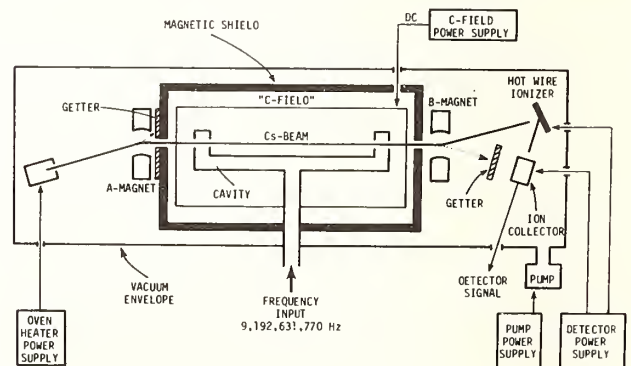 MAGNETIC SHIELD
DC
C-FIELD
POWER SUPPLY
HOT WIRE
IONIZER
GETTER
"C-FIELD"
B-MAGNET
Cs-BEAM
A-MAGNET
CAVITY
GETTER
ION
COLLECTOR
VACUUM
ENVELOPE
FREQUENCY
INPUT
9,192,631,770 Hz
DETECTOR
SIGNAL
PUMP
OVEN
HEATER
POWER
SUPPLY
PUMP
POWER
SUPPLY
DETECTOR
POWER
SUPPLY